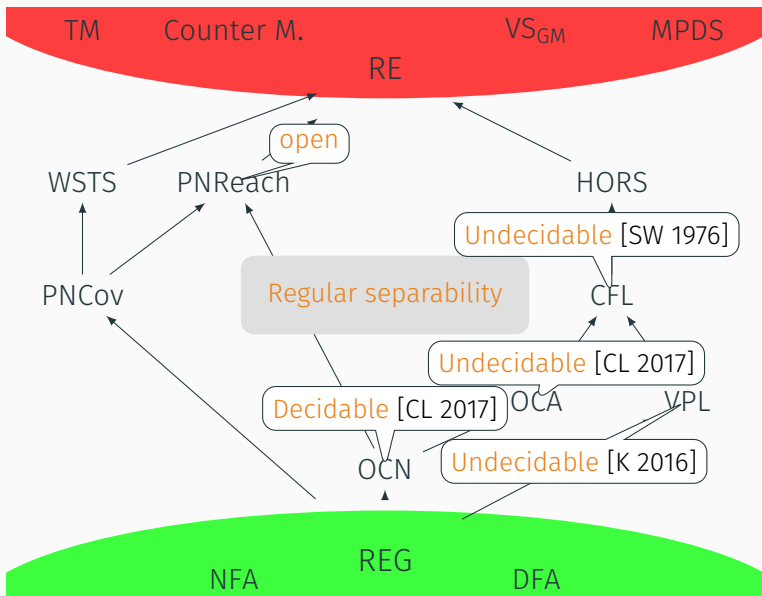 TM Counter M. VS_GM MPDS
RE
open
WSTS PNReach HORS
Undecidable [SW 1976]
PNCov Regular separability CFL
Undecidable [CL 2017]
Decidable [CL 2017] OCA VPL
OCN Undecidable [K 2016]
REG
NFA DFA